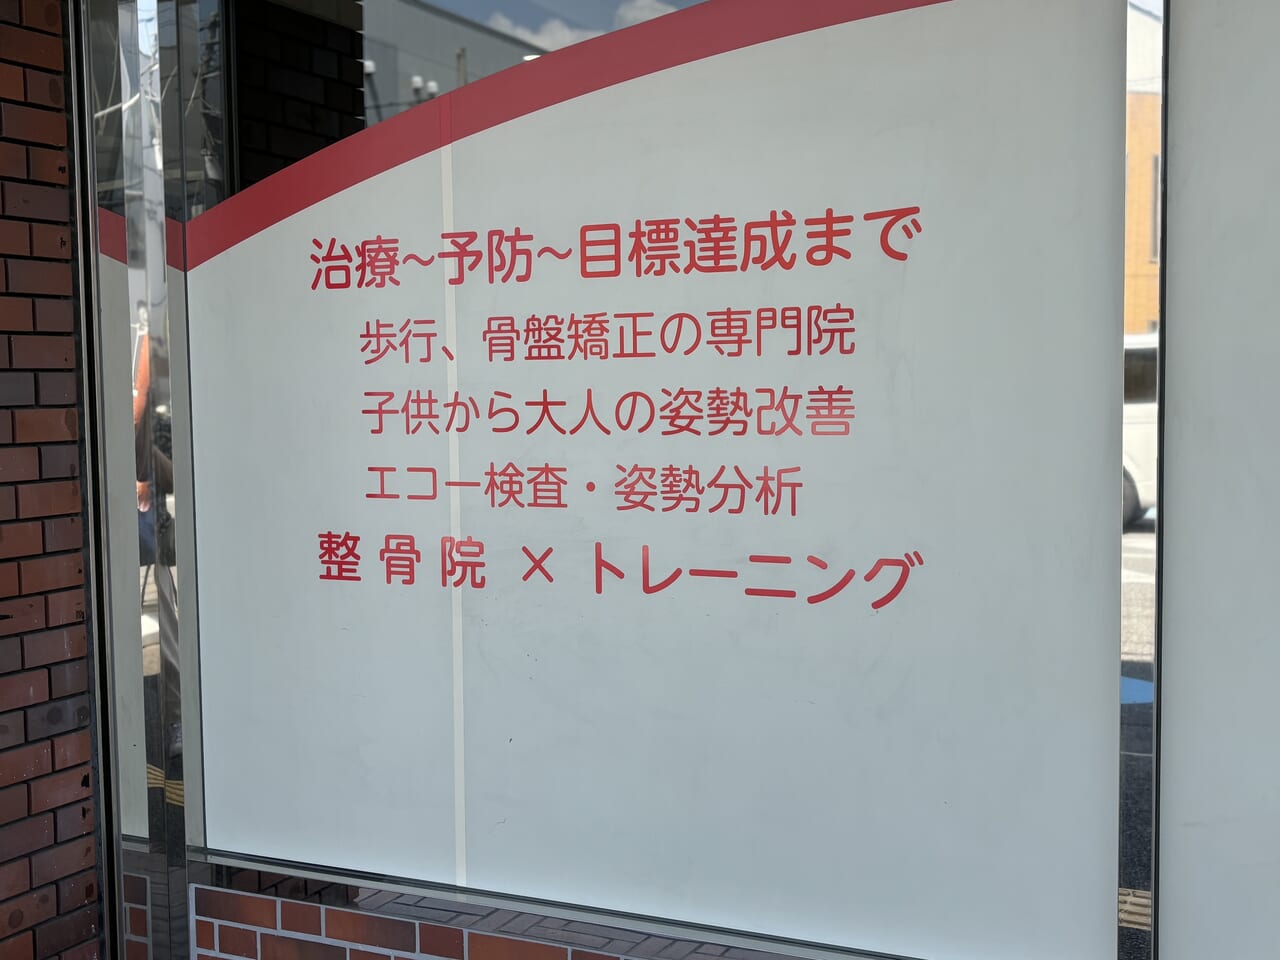 治療~予防~目標達成まで
歩行、骨盤矯正の専門院
子供から大人の姿勢改善
エコー検査・姿勢分析
整骨院 × トレーニング